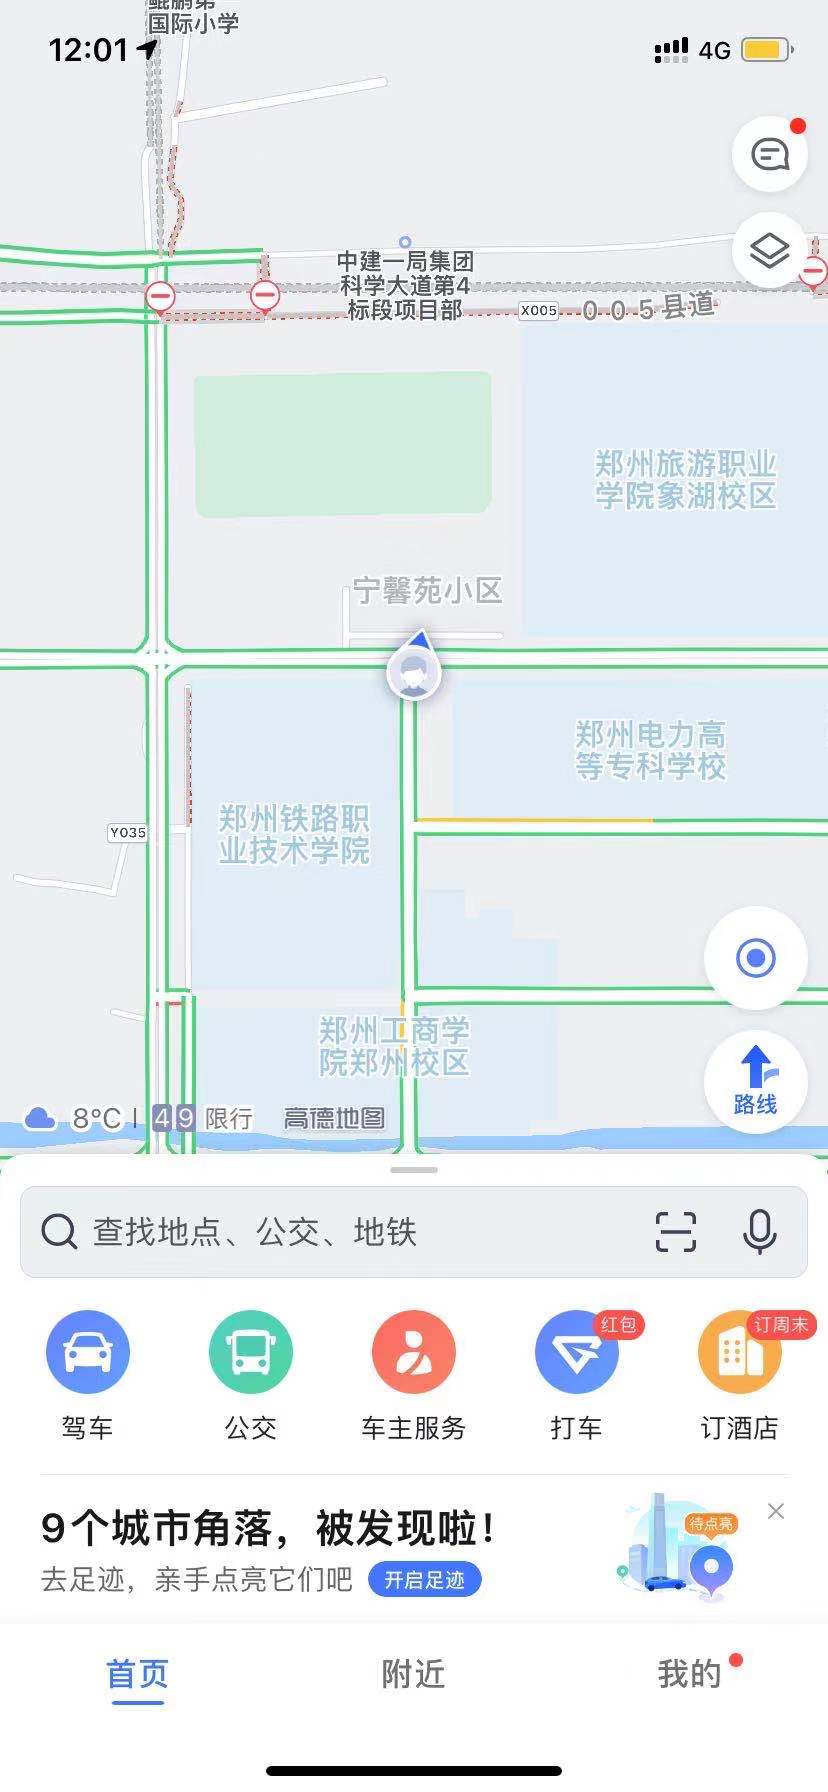 国际小学
12:01
4G
中建一局集团
科学大道第4
标段项目部
X005
005县道
郑州旅游职业
学院象湖校区
宁馨苑小区
郑州电力高
等专科学校
郑州铁路职
业技术学院
Y035
郑州工商学
院郑州校区
路线
8°C 49 限行 高德地图
查找地点、公交、地铁
红包
订周末
驾车
公交
车主服务
打车
订酒店
9个城市角落，被发现啦！
待点亮
去足迹，亲手点亮它们吧 开启足迹
首页
附近
我的